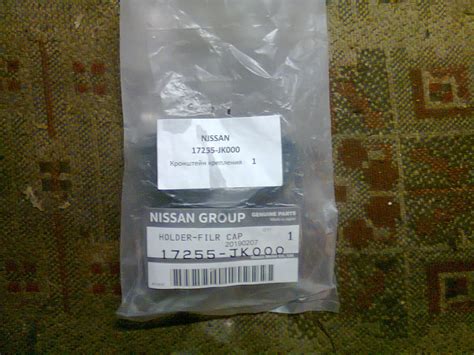 NISSAN
17255-JK000
Кронштейн крепления 1
NISSAN GROUP GENUINE PARTS
HOLDER-FILR CAP 1
20190207
17255-JK000